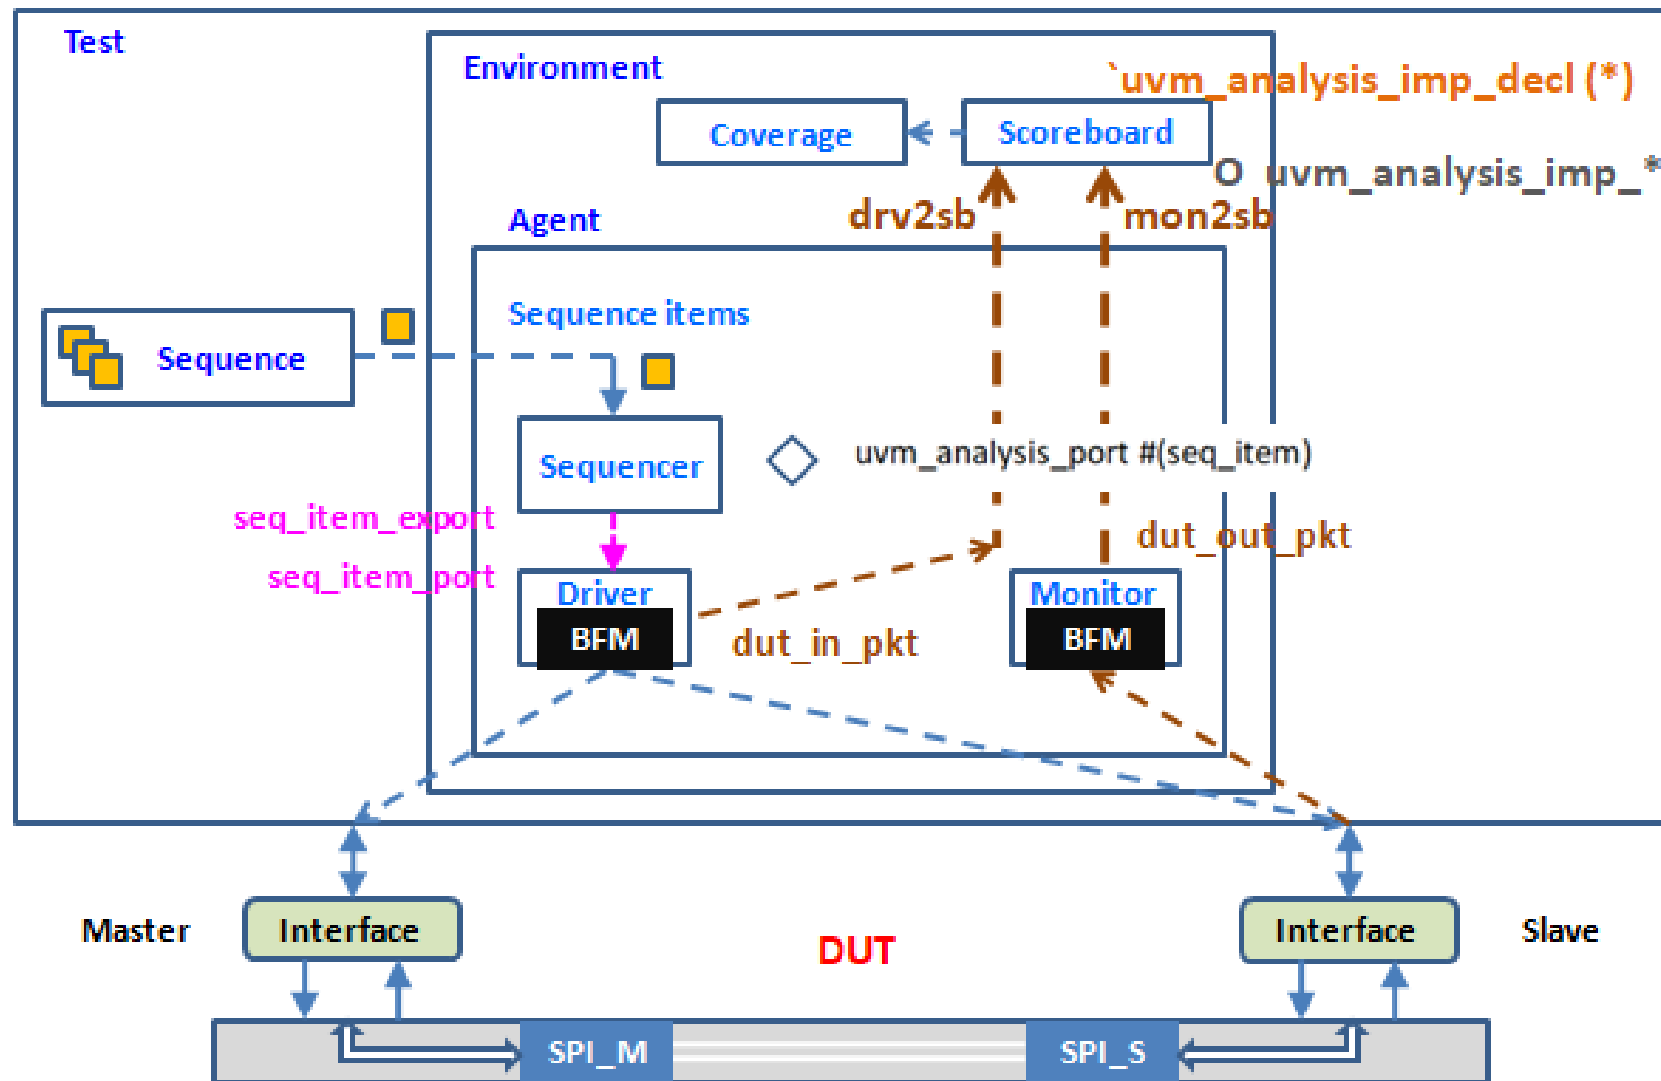 Test
Environment
`uvm_analysis_imp_decl (*)
Coverage
Scoreboard
O uvm_analysis_imp_*
drv2sb
mon2sb
Agent
Sequence items
Sequence
Sequencer
uvm_analysis_port #(seq_item)
seq_item_export
dut_out_pkt
seq_item_port
Driver
Monitor
BFM
dut_in_pkt
BFM
Master
Interface
DUT
Interface
Slave
SPI_M
SPI_S